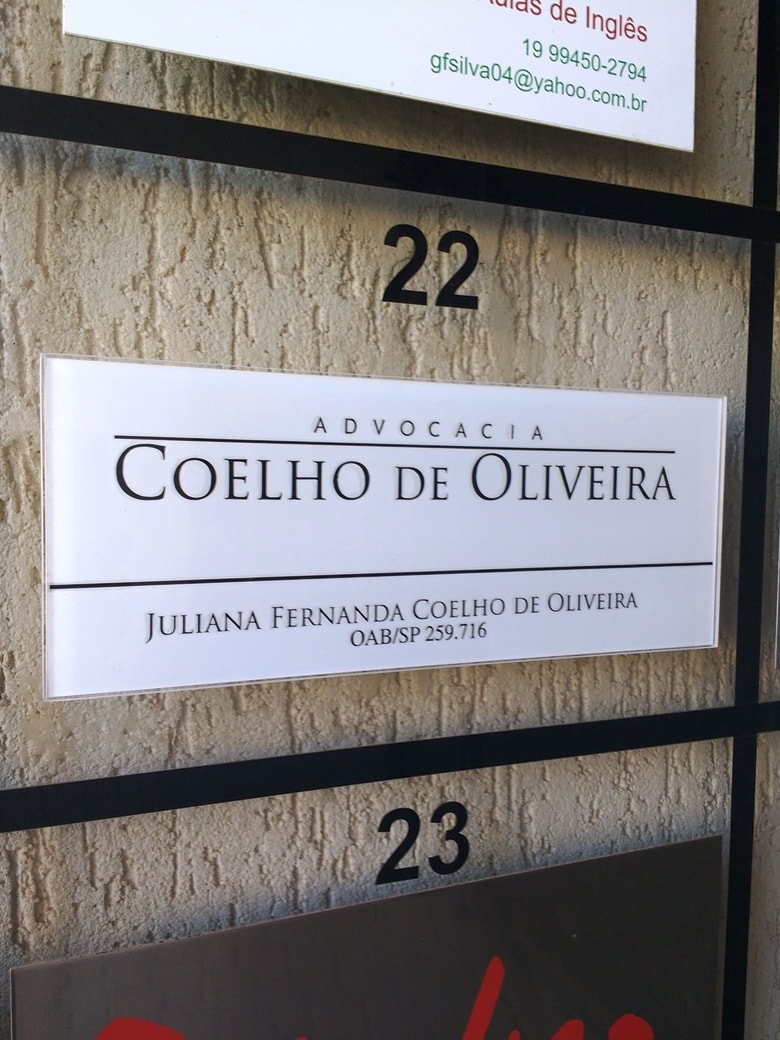 de Inglês
19 99450-2794
gfsilva04@yahoo.com.br
22
ADVOCACIA
COELHO DE OLIVEIRA
JULIANA FERNANDA COELHO DE OLIVEIRA
OAB/SP 259.716
23